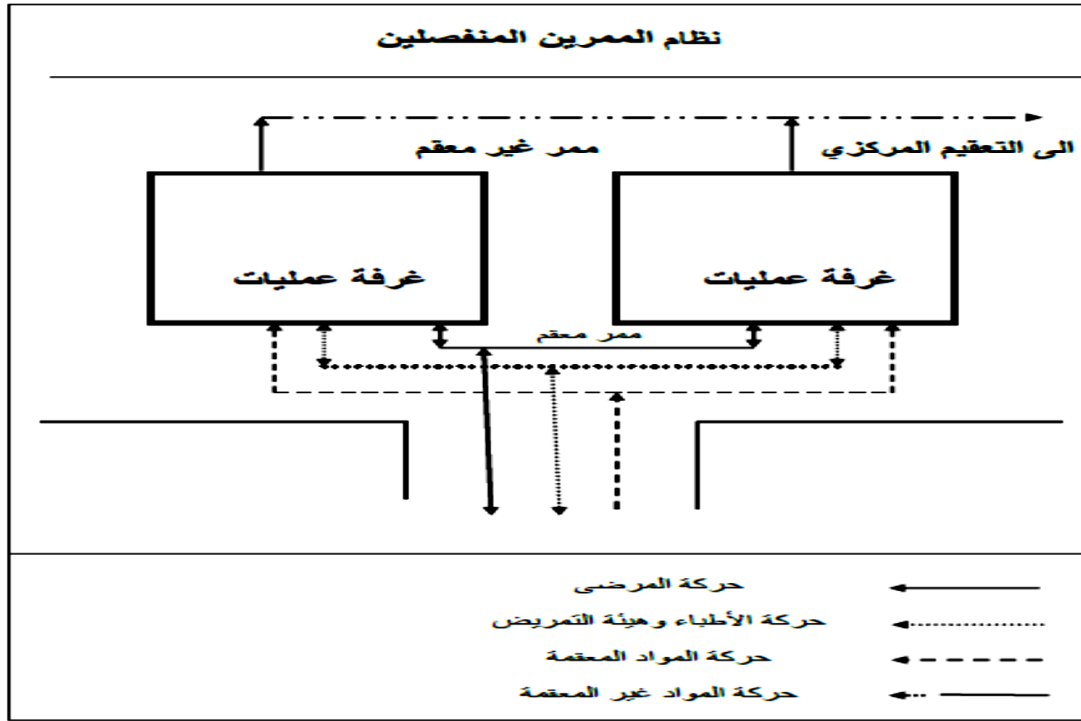 نظام الممرين المنفصلين
الى التعقيم المركزي
ممر غير معقم
غرفة عمليات
غرفة عمليات
ممر معقم
حركة المرضى
حركة الأطباء وهيئة التمريض
حركة المواد المعقمة
حركة المواد غير المعقمة